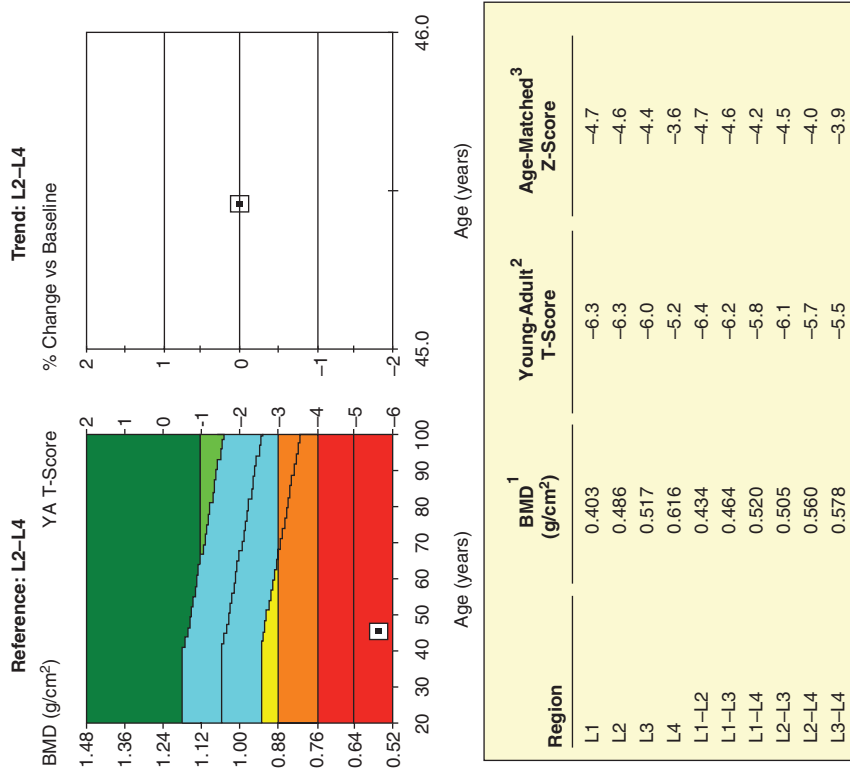 Reference: L2–L4
BMD (g/cm²) YA T-Score
1.48 2
1.36 1
1.24 0
1.12 –1
1.00 –2
0.88 –3
0.76 –4
0.64 –5
0.52 –6
20 30 40 50 60 70 80 90 100
Age (years)
Trend: L2–L4
% Change vs Baseline
2
1
0
–1
–2
45.0 46.0
Age (years)
Region BMD¹ (g/cm²) Young-Adult² T-Score Age-Matched³ Z-Score
L1 0.403 –6.3 –4.7
L2 0.486 –6.3 –4.6
L3 0.517 –6.0 –4.4
L4 0.616 –5.2 –3.6
L1–L2 0.434 –6.4 –4.7
L1–L3 0.464 –6.2 –4.6
L1–L4 0.520 –5.8 –4.2
L2–L3 0.505 –6.1 –4.5
L2–L4 0.560 –5.7 –4.0
L3–L4 0.578 –5.5 –3.9